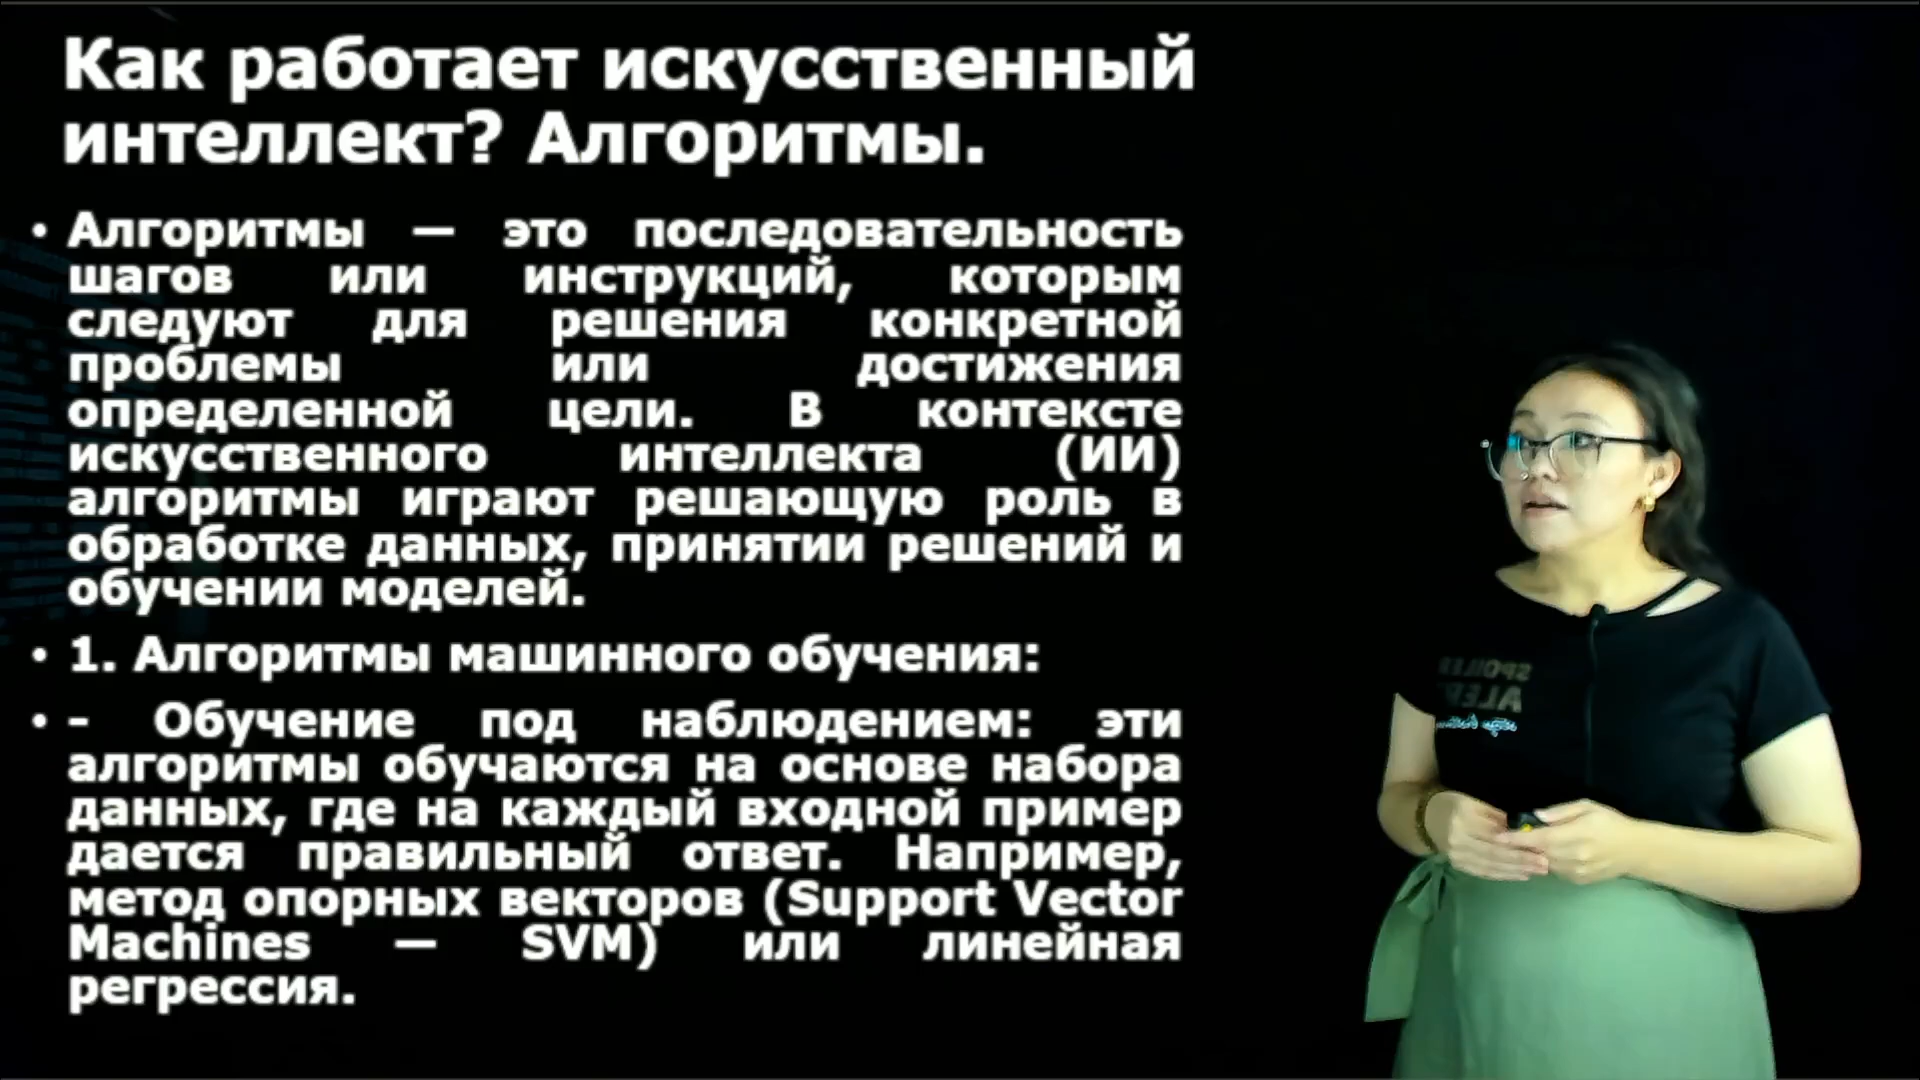 Как работает искусственный
интеллект? Алгоритмы.
• Алгоритмы — это последовательность
шагов или инструкций, которым
следуют для решения конкретной
проблемы или достижения
определенной цели. В контексте
искусственного интеллекта (ИИ)
алгоритмы играют решающую роль в
обработке данных, принятии решений и
обучении моделей.
• 1. Алгоритмы машинного обучения:
• - Обучение под наблюдением: эти
алгоритмы обучаются на основе набора
данных, где на каждый входной пример
дается правильный ответ. Например,
метод опорных векторов (Support Vector
Machines — SVM) или линейная
регрессия.
SPOILER